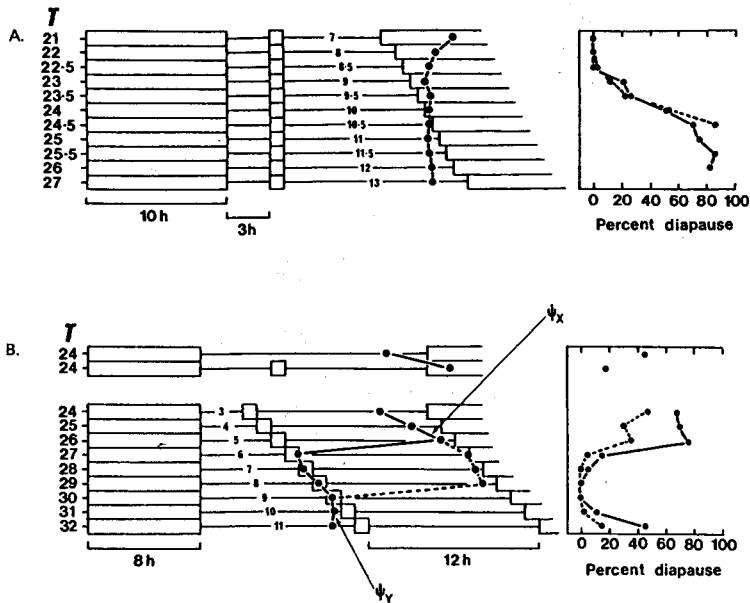 A.
T
21 7
22 8
22·5 8·5
23 9
23·5 9·5
24 10
24·5 10·5
25 11
25·5 11·5
26 12
27 13
10 h
3h
0 20 40 60 80 100
Percent diapause
B.
T
24
24
ψX
24 3
25 4
26 5
27 6
28 7
29 8
30 9
31 10
32 11
8 h
12 h
ψY
0 20 40 60 80 100
Percent diapause